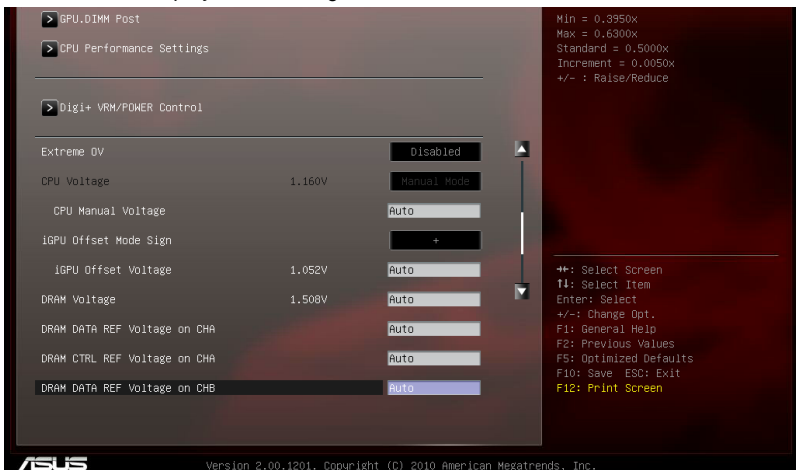 GPU.DIMM Post
CPU Performance Settings
Digi+ VRM/POWER Control
Extreme OV Disabled
CPU Voltage 1.160V Manual Mode
CPU Manual Voltage Auto
iGPU Offset Mode Sign +
iGPU Offset Voltage 1.052V Auto
DRAM Voltage 1.508V Auto
DRAM DATA REF Voltage on CHA Auto
DRAM CTRL REF Voltage on CHA Auto
DRAM DATA REF Voltage on CHB Auto
Min = 0.3950x
Max = 0.6300x
Standard = 0.5000x
Increment = 0.0050x
+/- : Raise/Reduce
→←: Select Screen
↑↓: Select Item
Enter: Select
+/-: Change Opt.
F1: General Help
F2: Previous Values
F5: Optimized Defaults
F10: Save ESC: Exit
F12: Print Screen
ASUS
Version 2.00.1201. Copyright (C) 2010 American Megatrends, Inc.